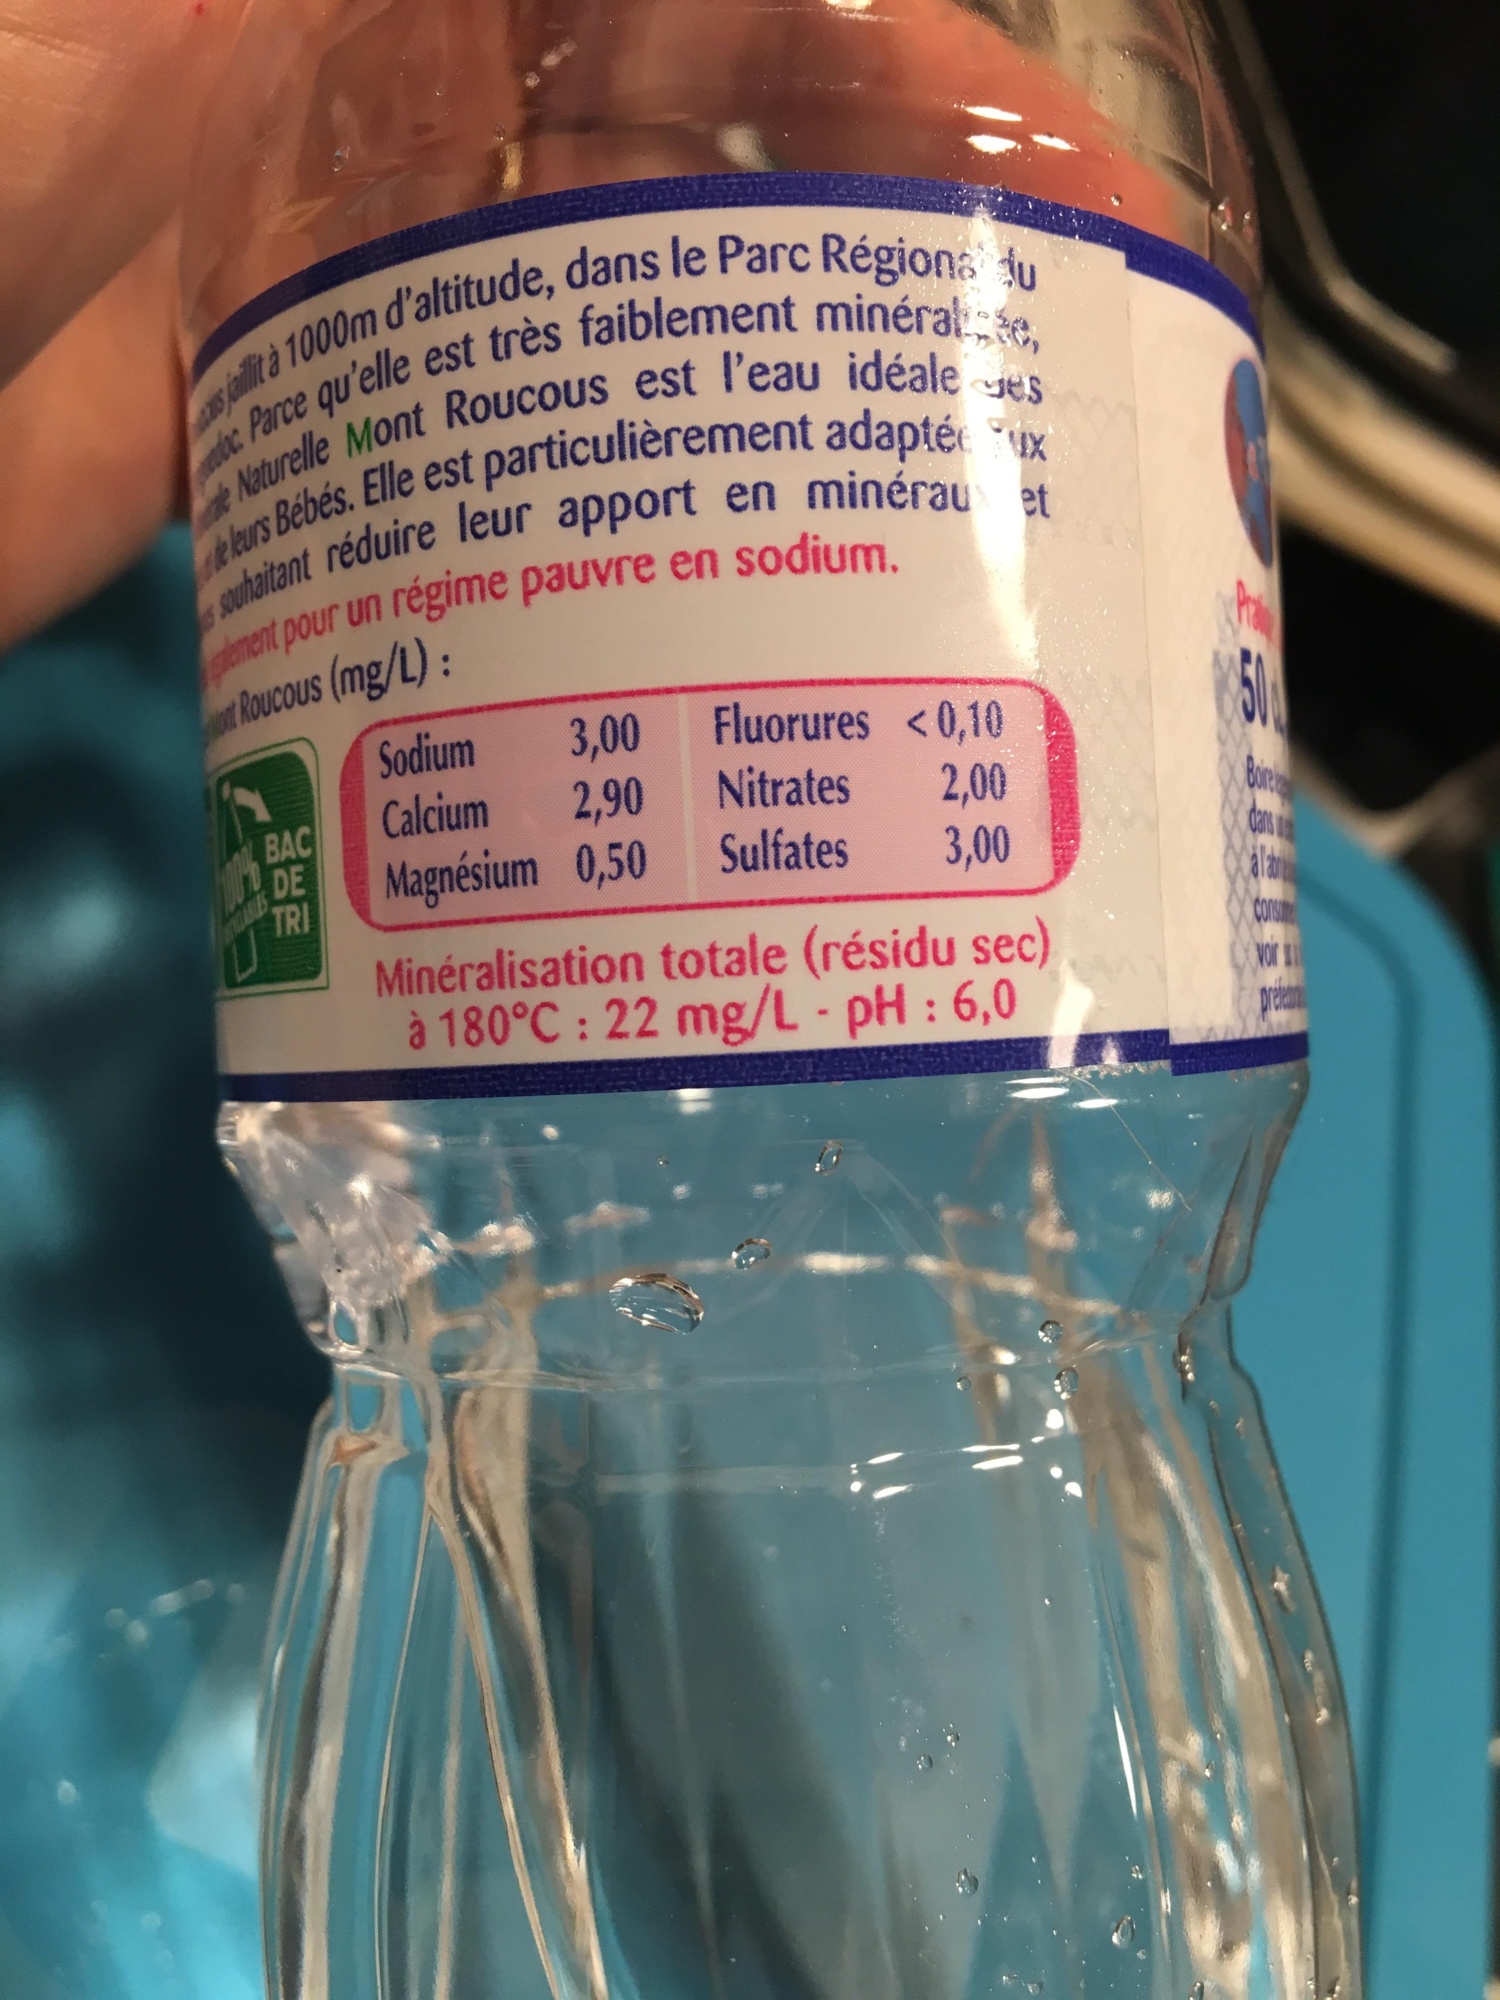 jaillit à 1000m d'altitude, dans le Parc Régional du
Parce qu'elle est très faiblement minéralisée,
Naturelle Mont Roucous est l'eau idéale des
de leurs Bébés. Elle est particulièrement adaptée aux
souhaitant réduire leur apport en minéraux et
pour un régime pauvre en sodium.
Mont Roucous (mg/L) :
Sodium 3,00 Fluorures < 0,10
Calcium 2,90 Nitrates 2,00
Magnésium 0,50 Sulfates 3,00
100%
BAC
DE
TRI
Minéralisation totale (résidu sec)
à 180°C : 22 mg/L - pH : 6,0
50
dans
voir